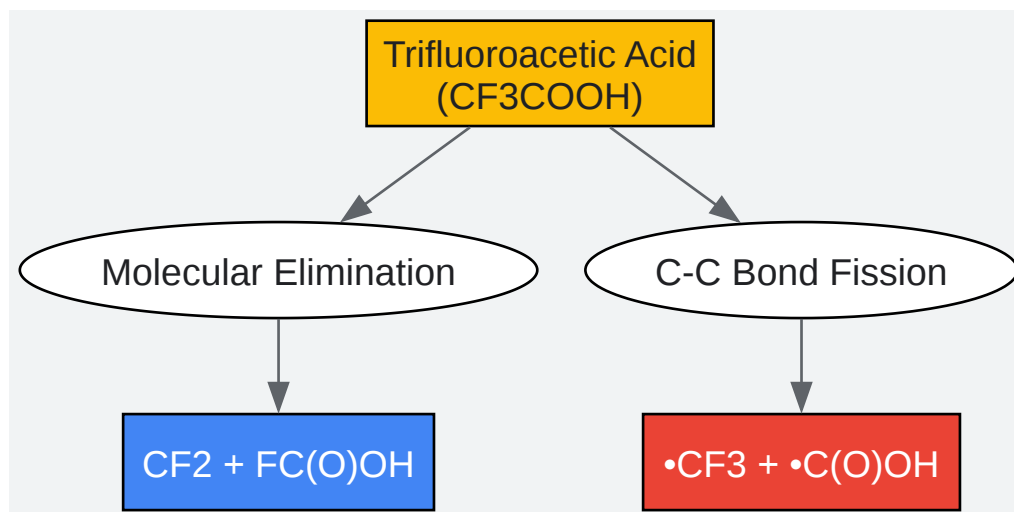 Trifluoroacetic Acid
(CF3COOH)
Molecular Elimination
C-C Bond Fission
CF2 + FC(O)OH
•CF3 + •C(O)OH